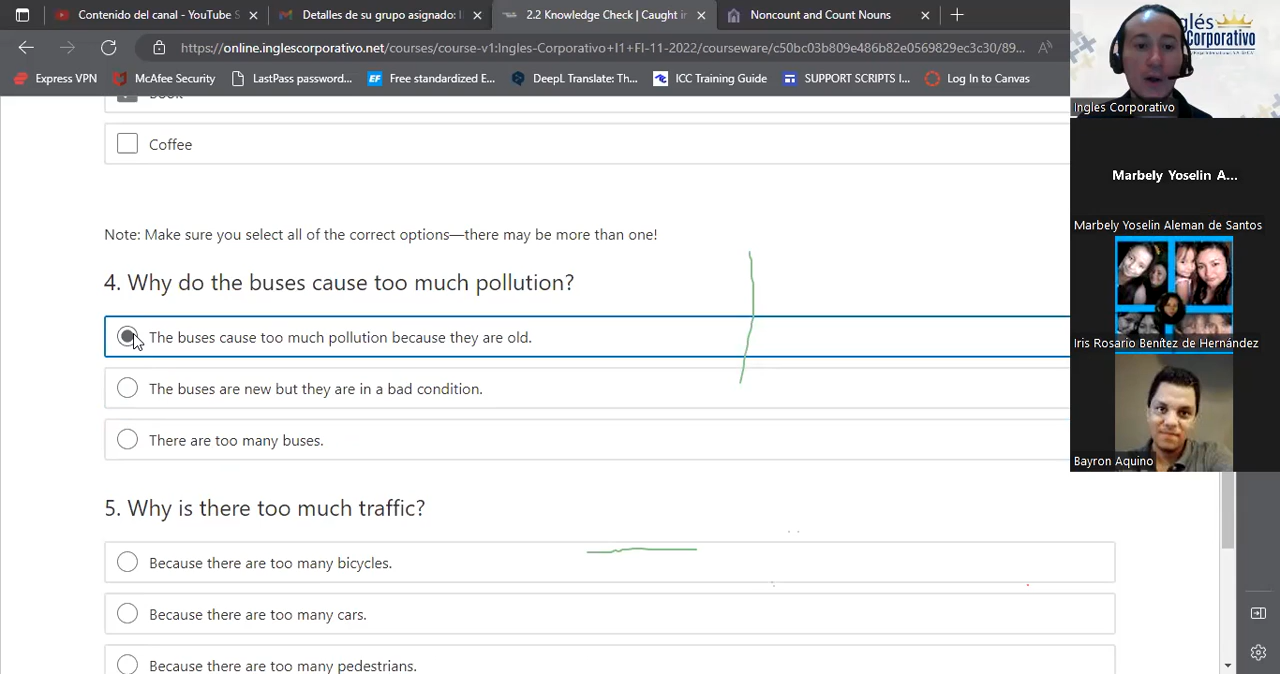 Contenido del canal - YouTube S
Detalles de su grupo asignado: I
2.2 Knowledge Check | Caught in
Noncount and Count Nouns
https://online.inglescorporativo.net/courses/course-v1:Ingles-Corporativo+I1+FI-11-2022/courseware/c50bc03b809e486b82e0569829ec3c30/89...
Express VPN
McAfee Security
LastPass password...
Free standardized E...
DeepL Translate: Th...
ICC Training Guide
SUPPORT SCRIPTS I...
Log In to Canvas
Book
Coffee
Note: Make sure you select all of the correct options—there may be more than one!
4. Why do the buses cause too much pollution?
The buses cause too much pollution because they are old.
The buses are new but they are in a bad condition.
There are too many buses.
5. Why is there too much traffic?
Because there are too many bicycles.
Because there are too many cars.
Because there are too many pedestrians.
Corporativo
Ingles Corporativo
Marbely Yoselin A...
Marbely Yoselin Aleman de Santos
Iris Rosario Benítez de Hernández
Bayron Aquino